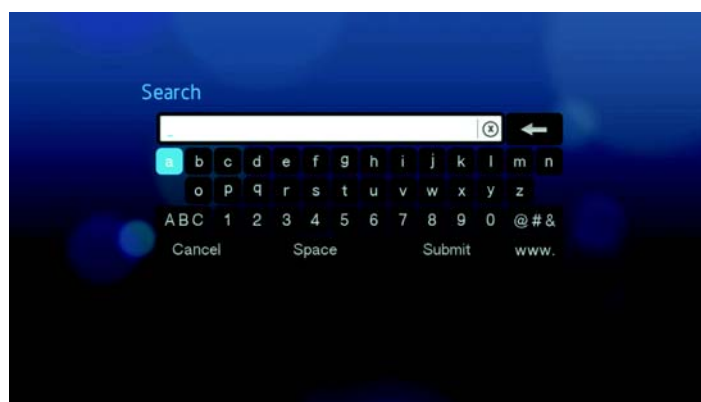 Search
_
a b c d e f g h i j k l m n
o p q r s t u v w x y z
ABC 1 2 3 4 5 6 7 8 9 0 @#&
Cancel Space Submit www.